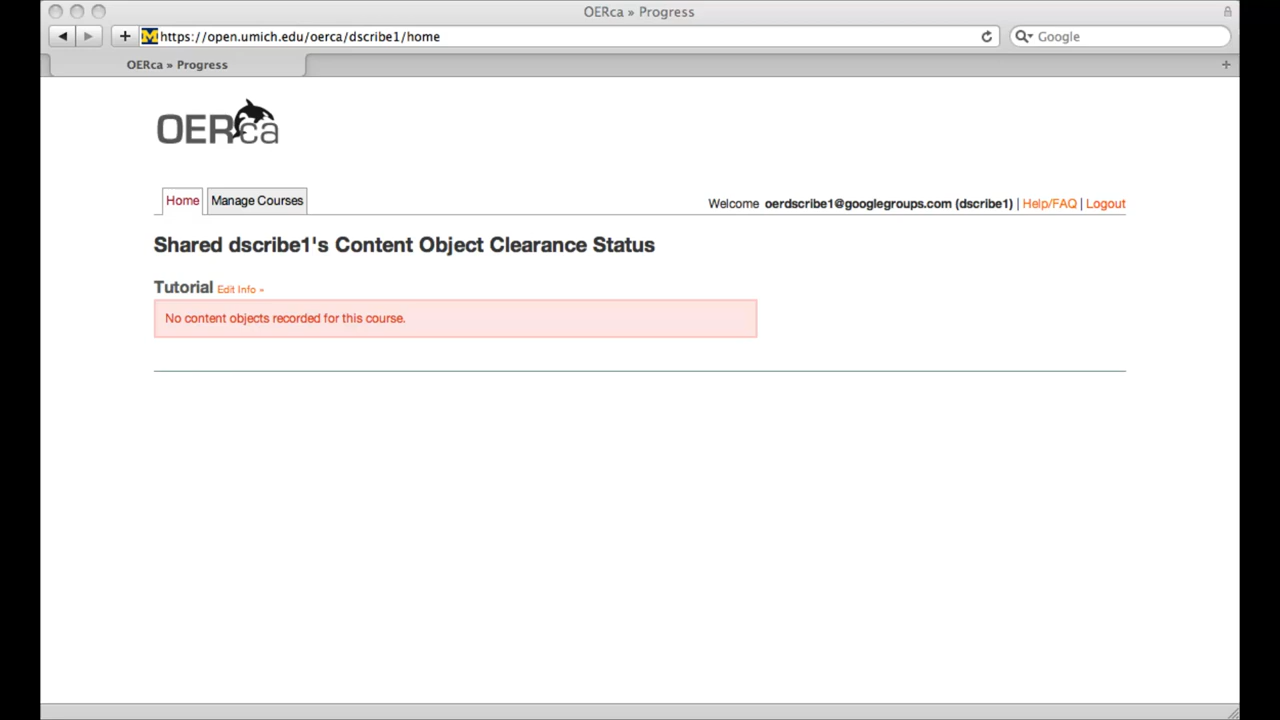 OERca » Progress
https://open.umich.edu/oerca/dscribe1/home
Google
OERca » Progress
OERca
Home
Manage Courses
Welcome oerdscribe1@googlegroups.com (dscribe1) | Help/FAQ | Logout
Shared dscribe1's Content Object Clearance Status
Tutorial Edit Info »
No content objects recorded for this course.